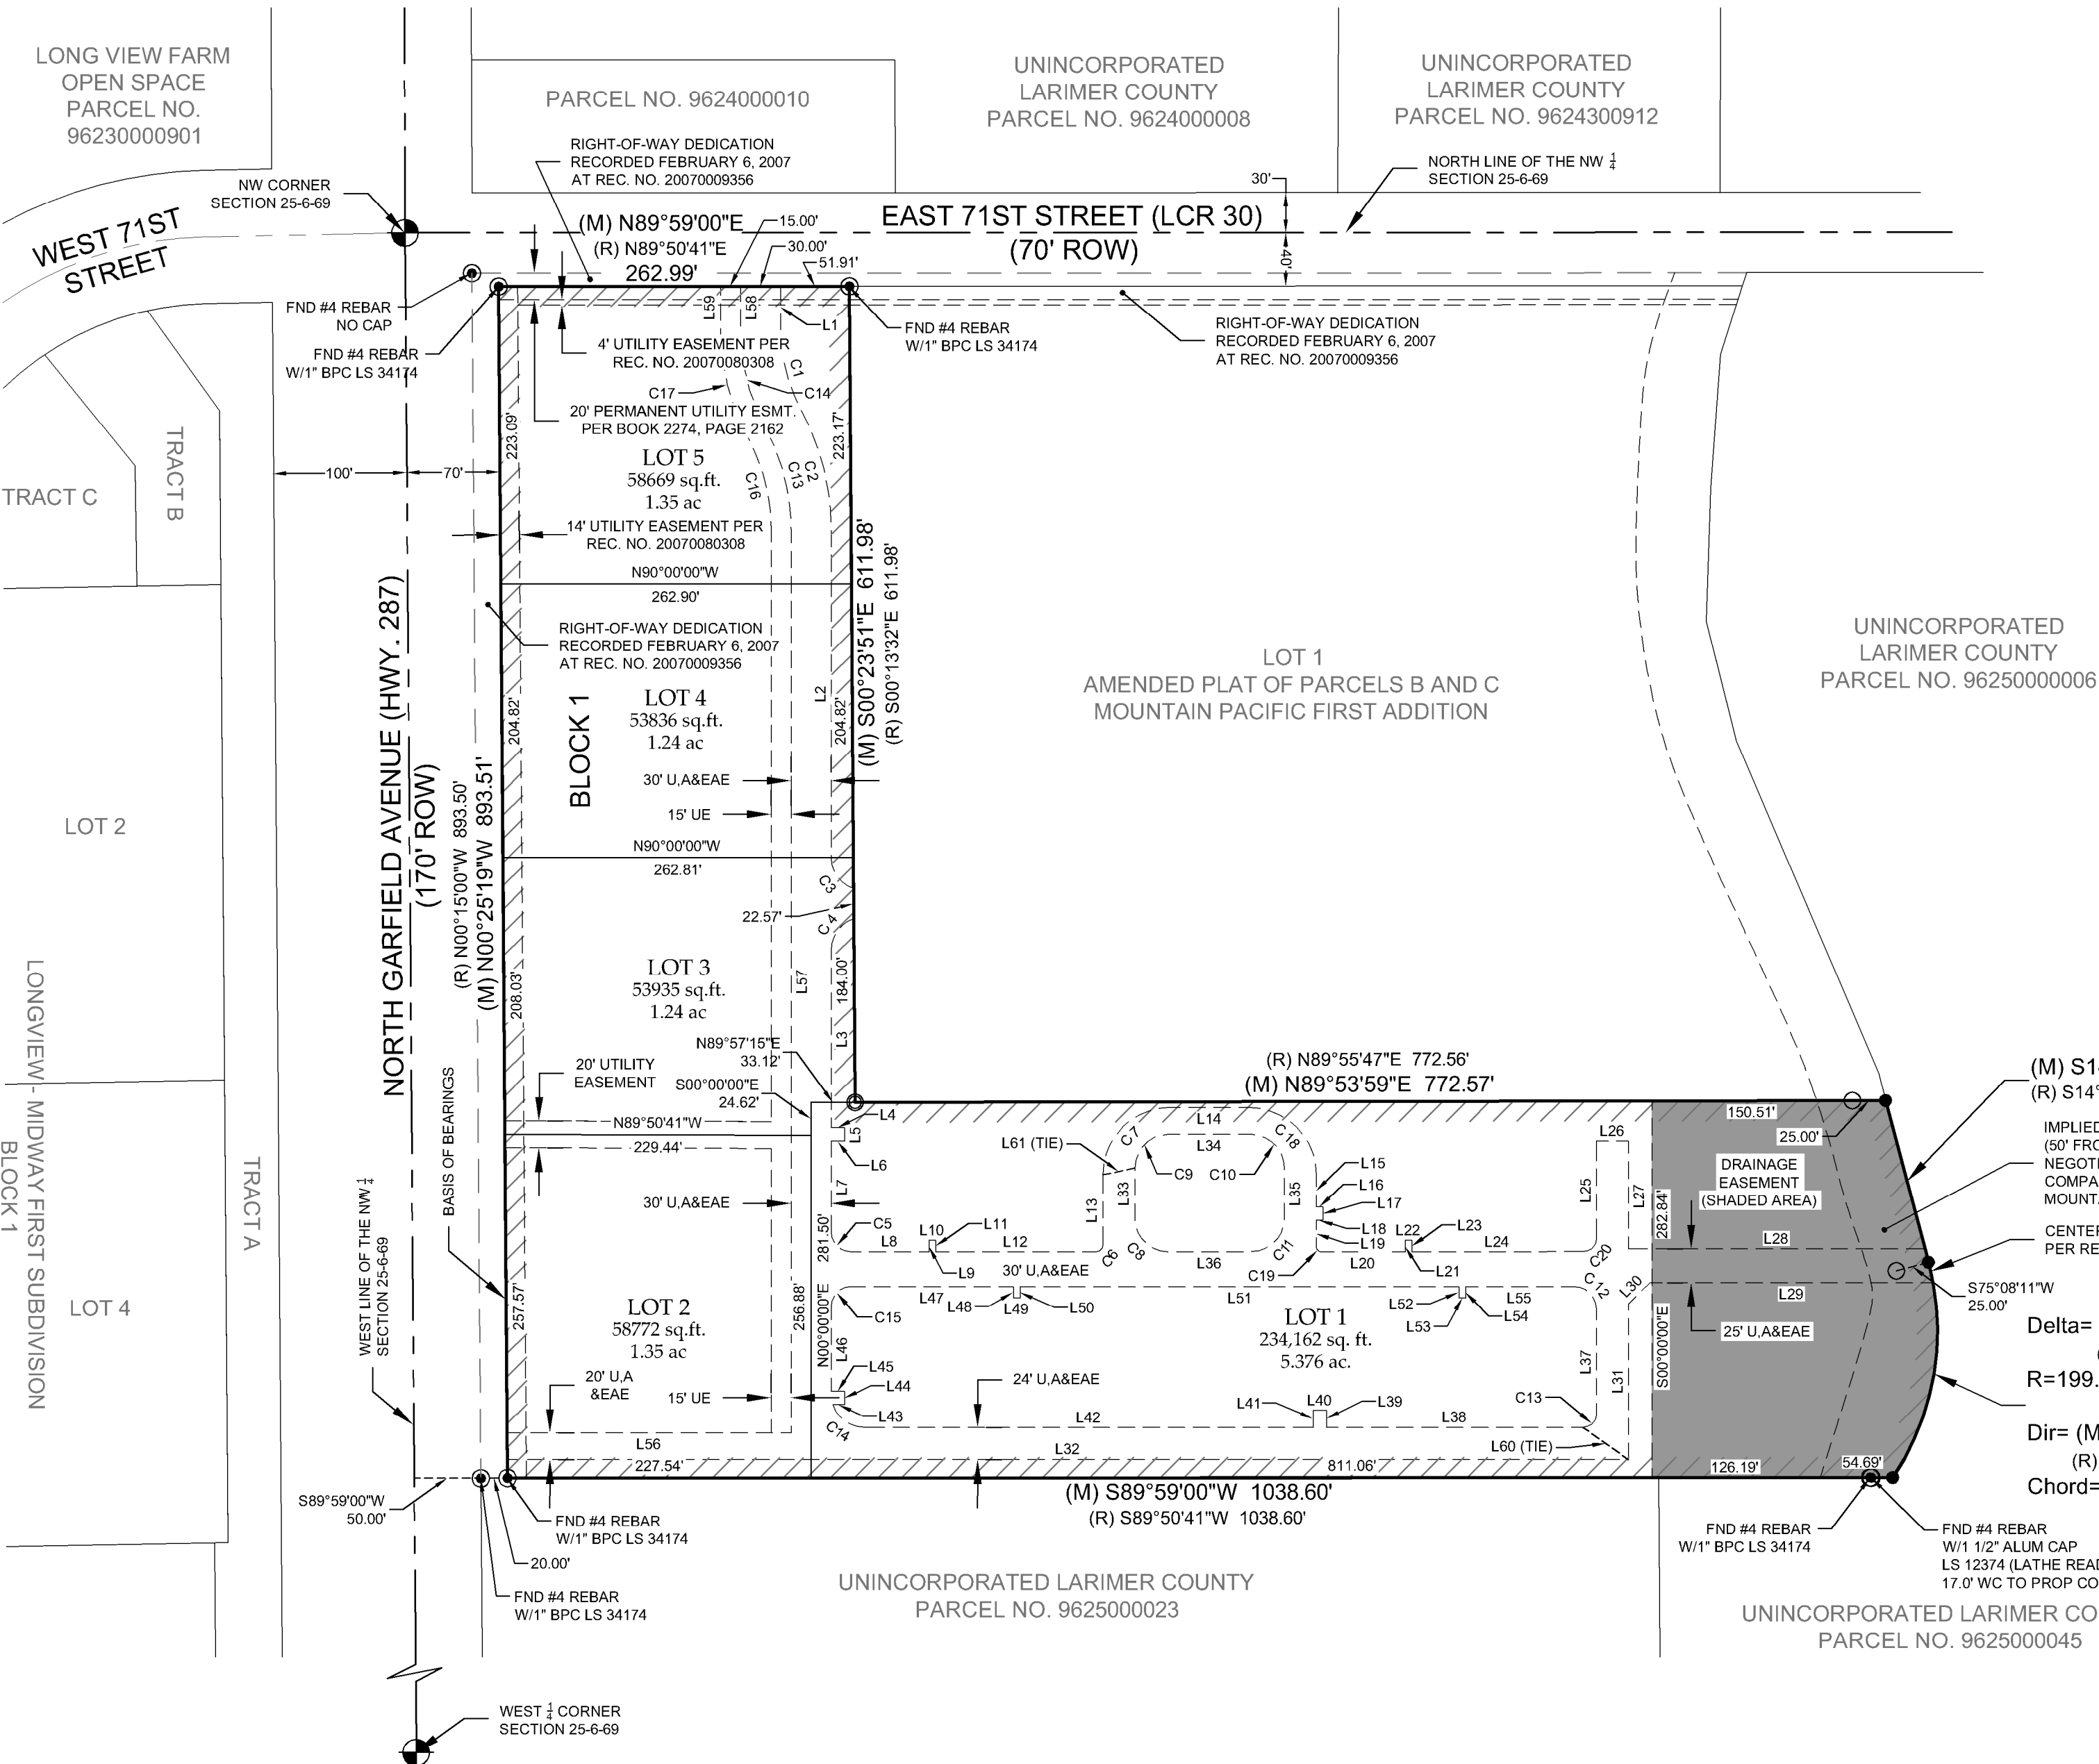 LONG VIEW FARM
OPEN SPACE
PARCEL NO.
96230000901
PARCEL NO. 9624000010
UNINCORPORATED
LARIMER COUNTY
PARCEL NO. 9624000008
UNINCORPORATED
LARIMER COUNTY
PARCEL NO. 9624300912
RIGHT-OF-WAY DEDICATION
RECORDED FEBRUARY 6, 2007
AT REC. NO. 20070009356
NORTH LINE OF THE NW 1/4
SECTION 25-6-69
NW CORNER
SECTION 25-6-69
30'
WEST 71ST
STREET
(M) N89°59'00"E
(R) N89°50'41"E
262.99'
15.00'
30.00'
51.91'
EAST 71ST STREET (LCR 30)
(70' ROW)
40'
FND #4 REBAR
NO CAP
FND #4 REBAR
W/1" BPC LS 34174
L59
L58
L1
FND #4 REBAR
W/1" BPC LS 34174
RIGHT-OF-WAY DEDICATION
RECORDED FEBRUARY 6, 2007
AT REC. NO. 20070009356
4' UTILITY EASEMENT PER
REC. NO. 20070080308
C1
C17
C14
20' PERMANENT UTILITY ESMT.
PER BOOK 2274, PAGE 2162
223.09'
223.17'
TRACT C
TRACT B
100'
70'
LOT 5
58669 sq.ft.
1.35 ac
C16
C13
C2
14' UTILITY EASEMENT PER
REC. NO. 20070080308
N90°00'00"W
262.90'
(M) S00°23'51"E 611.98'
(R) S00°13'32"E 611.98'
RIGHT-OF-WAY DEDICATION
RECORDED FEBRUARY 6, 2007
AT REC. NO. 20070009356
UNINCORPORATED
LARIMER COUNTY
PARCEL NO. 96250000006
LOT 1
AMENDED PLAT OF PARCELS B AND C
MOUNTAIN PACIFIC FIRST ADDITION
NORTH GARFIELD AVENUE (HWY. 287)
(170' ROW)
(R) N00°15'00"W 893.50'
(M) N00°25'19"W 893.51'
204.82'
BLOCK 1
LOT 4
53836 sq.ft.
1.24 ac
L2
204.82'
30' U,A&EAE
15' UE
LOT 2
N90°00'00"W
262.81'
C3
22.57'
C 4
LOT 3
53935 sq.ft.
1.24 ac
208.03'
L57
184.00'
L3
LONGVIEW - MIDWAY FIRST SUBDIVISION
BLOCK 1
TRACT A
LOT 4
N89°57'15"E
33.12'
20' UTILITY
EASEMENT
S00°00'00"E
24.62'
N89°50'41"W
229.44'
BASIS OF BEARINGS
WEST LINE OF THE NW 1/4
SECTION 25-6-69
(R) N89°55'47"E 772.56'
(M) N89°53'59"E 772.57'
L4
L5
L6
L7
L61 (TIE)
C7
L14
C18
L34
C9
C10
L33
L35
L13
L15
L16
L17
L18
L19
L26
L25
L27
282.84'
150.51'
25.00'
DRAINAGE
EASEMENT
(SHADED AREA)
(M) S1
(R) S14°
IMPLIED
(50' FRO
NEGOTI
COMPA
MOUNT
CENTER
PER RE
30' U,A&EAE
281.50'
C5
L8
L10
L11
L12
L9
30' U,A&EAE
C6
C8
L36
C11
C19
L20
L22
L23
L21
L24
C20
L28
L29
L30
C 12
S75°08'11"W
25.00'
25' U,A&EAE
L47
L48
L49
L50
L51
L52
L53
L54
L55
C15
LOT 2
58772 sq.ft.
1.35 ac
257.57'
256.88'
N00°00'00"E
L46
LOT 1
234,162 sq. ft.
5.376 ac.
L37
L31
S00°00'00"E
Delta=
R=199.
20' U,A
&EAE
15' UE
L45
L44
L43
C14
24' U,A&EAE
L42
L41
L40
L39
L38
C13
L60 (TIE)
Dir= (M
(R)
Chord=
L56
227.54'
L32
811.06'
126.19'
54.69'
S89°59'00"W
50.00'
(M) S89°59'00"W 1038.60'
(R) S89°50'41"W 1038.60'
FND #4 REBAR
W/1" BPC LS 34174
20.00'
FND #4 REBAR
W/1" BPC LS 34174
FND #4 REBAR
W/1" BPC LS 34174
FND #4 REBAR
W/1 1/2" ALUM CAP
LS 12374 (LATHE READ
17.0' WC TO PROP CO
UNINCORPORATED LARIMER COUNTY
PARCEL NO. 9625000023
UNINCORPORATED LARIMER CO
PARCEL NO. 9625000045
WEST 1/4 CORNER
SECTION 25-6-69